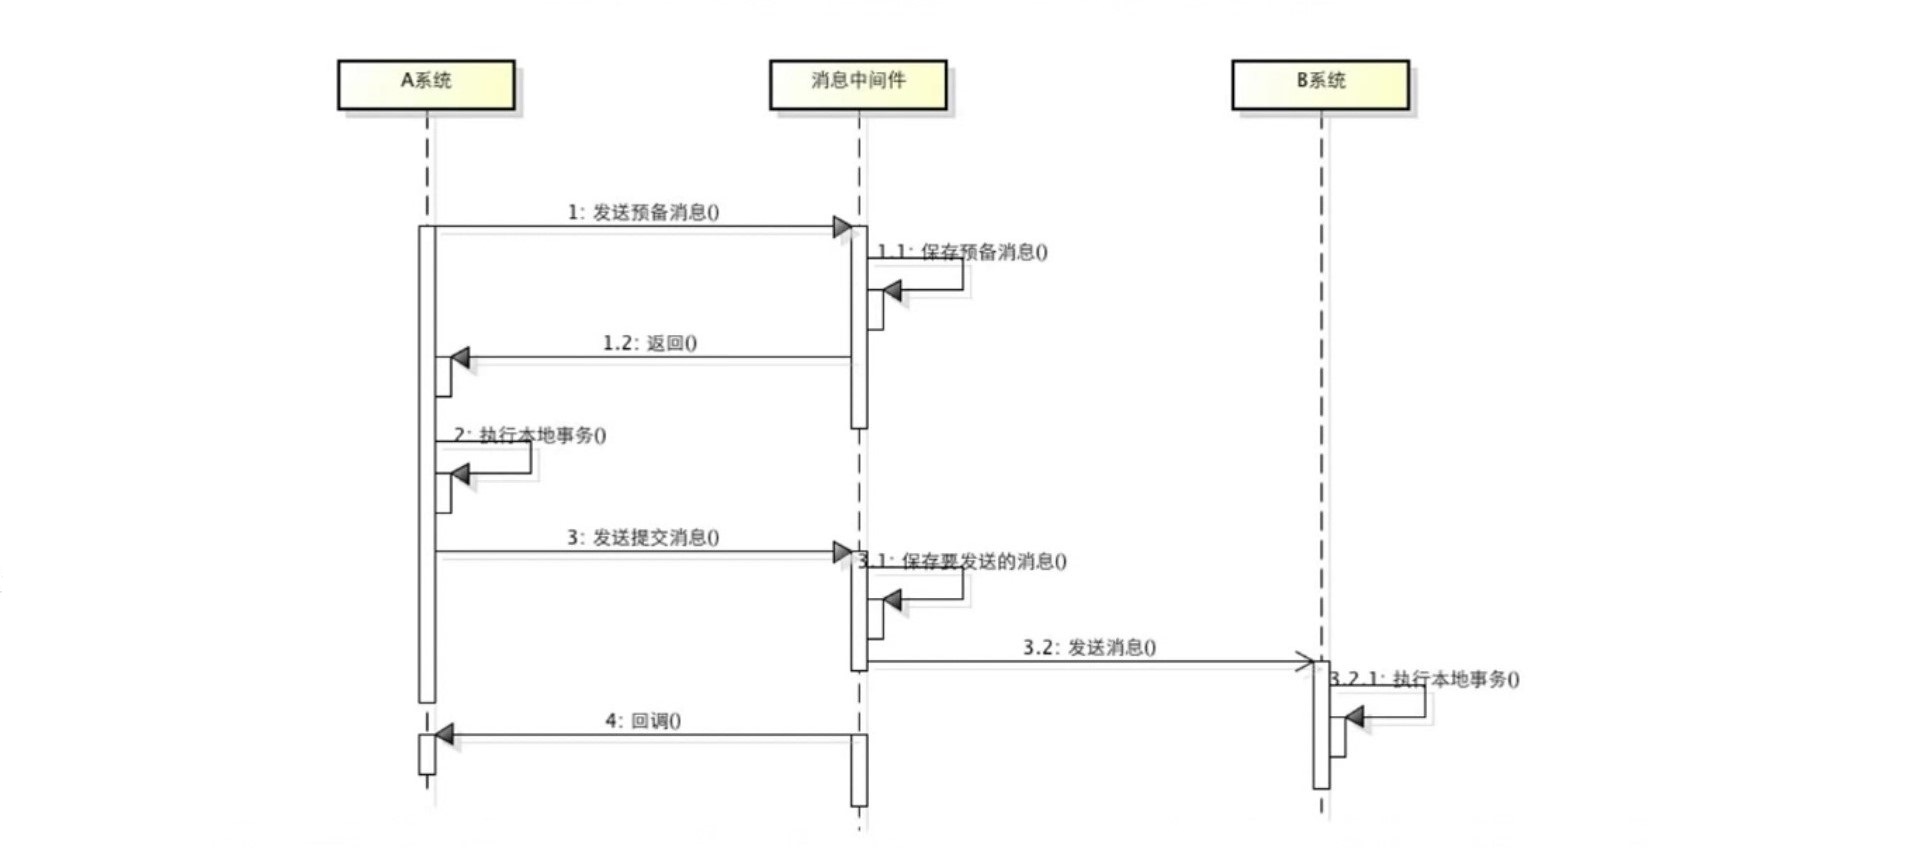 A系统
消息中间件
B系统
1: 发送预备消息()
1.1: 保存预备消息()
1.2: 返回()
2: 执行本地事务()
3: 发送提交消息()
3.1: 保存要发送的消息()
3.2: 发送消息()
3.2.1: 执行本地事务()
4: 回调()